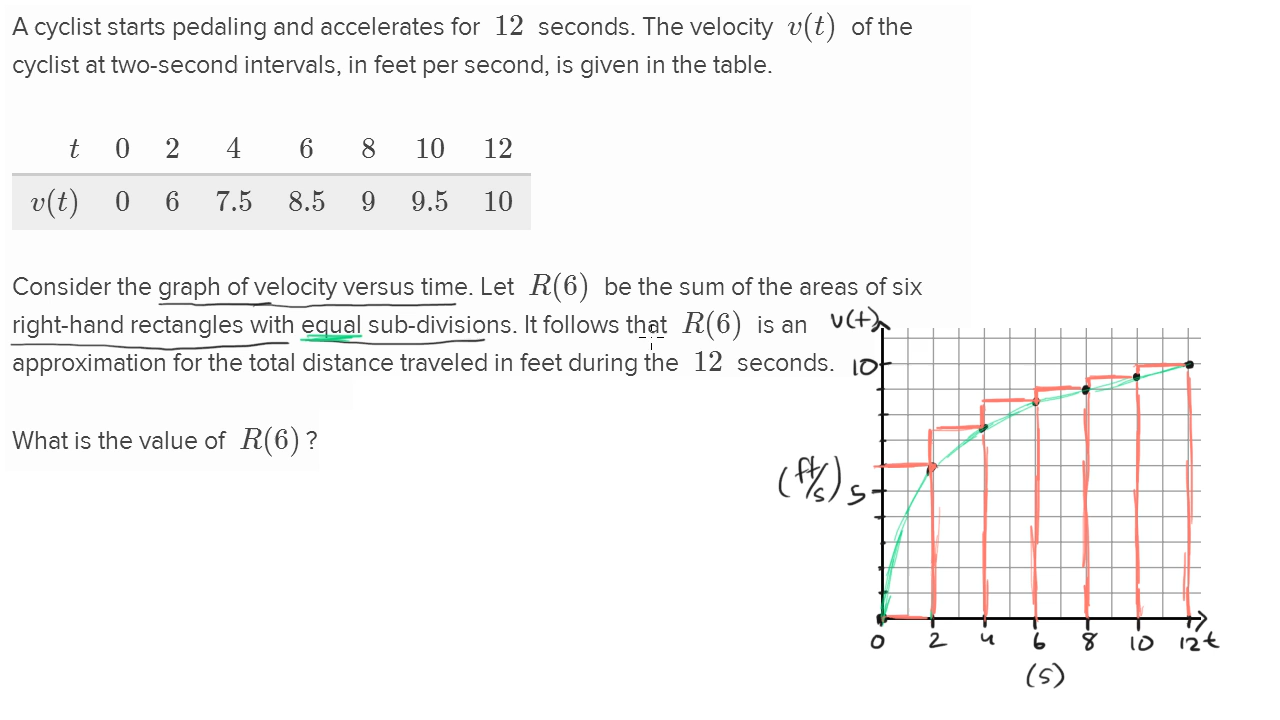 A cyclist starts pedaling and accelerates for 12 seconds. The velocity v(t) of the
cyclist at two-second intervals, in feet per second, is given in the table.
t 0 2 4 6 8 10 12
v(t) 0 6 7.5 8.5 9 9.5 10
Consider the graph of velocity versus time. Let R(6) be the sum of the areas of six
right-hand rectangles with equal sub-divisions. It follows that R(6) is an
approximation for the total distance traveled in feet during the 12 seconds.
What is the value of R(6)?
v(t)
10
(ft/s) 5
0 2 4 6 8 10 12 t
(s)